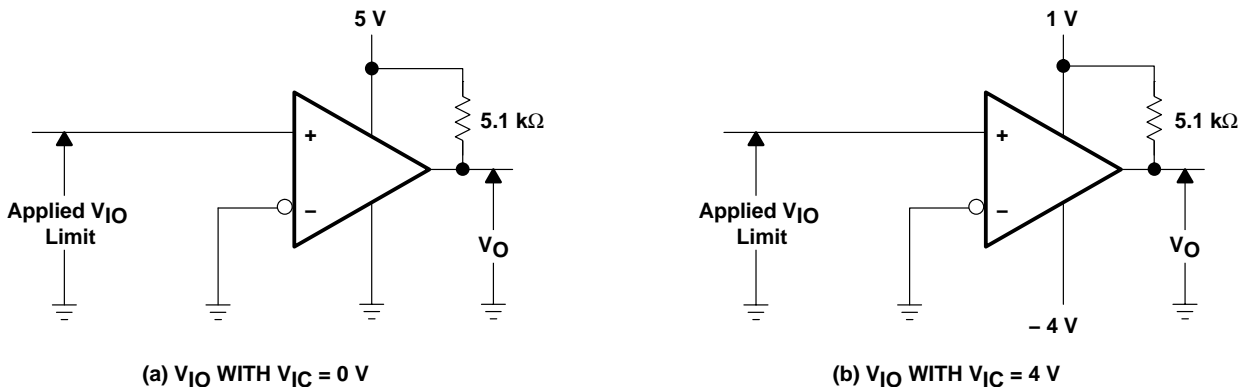 5 V
5.1 kΩ
+
−
Applied VIO
Limit
VO
(a) VIO WITH VIC = 0 V
1 V
5.1 kΩ
+
−
Applied VIO
Limit
VO
– 4 V
(b) VIO WITH VIC = 4 V